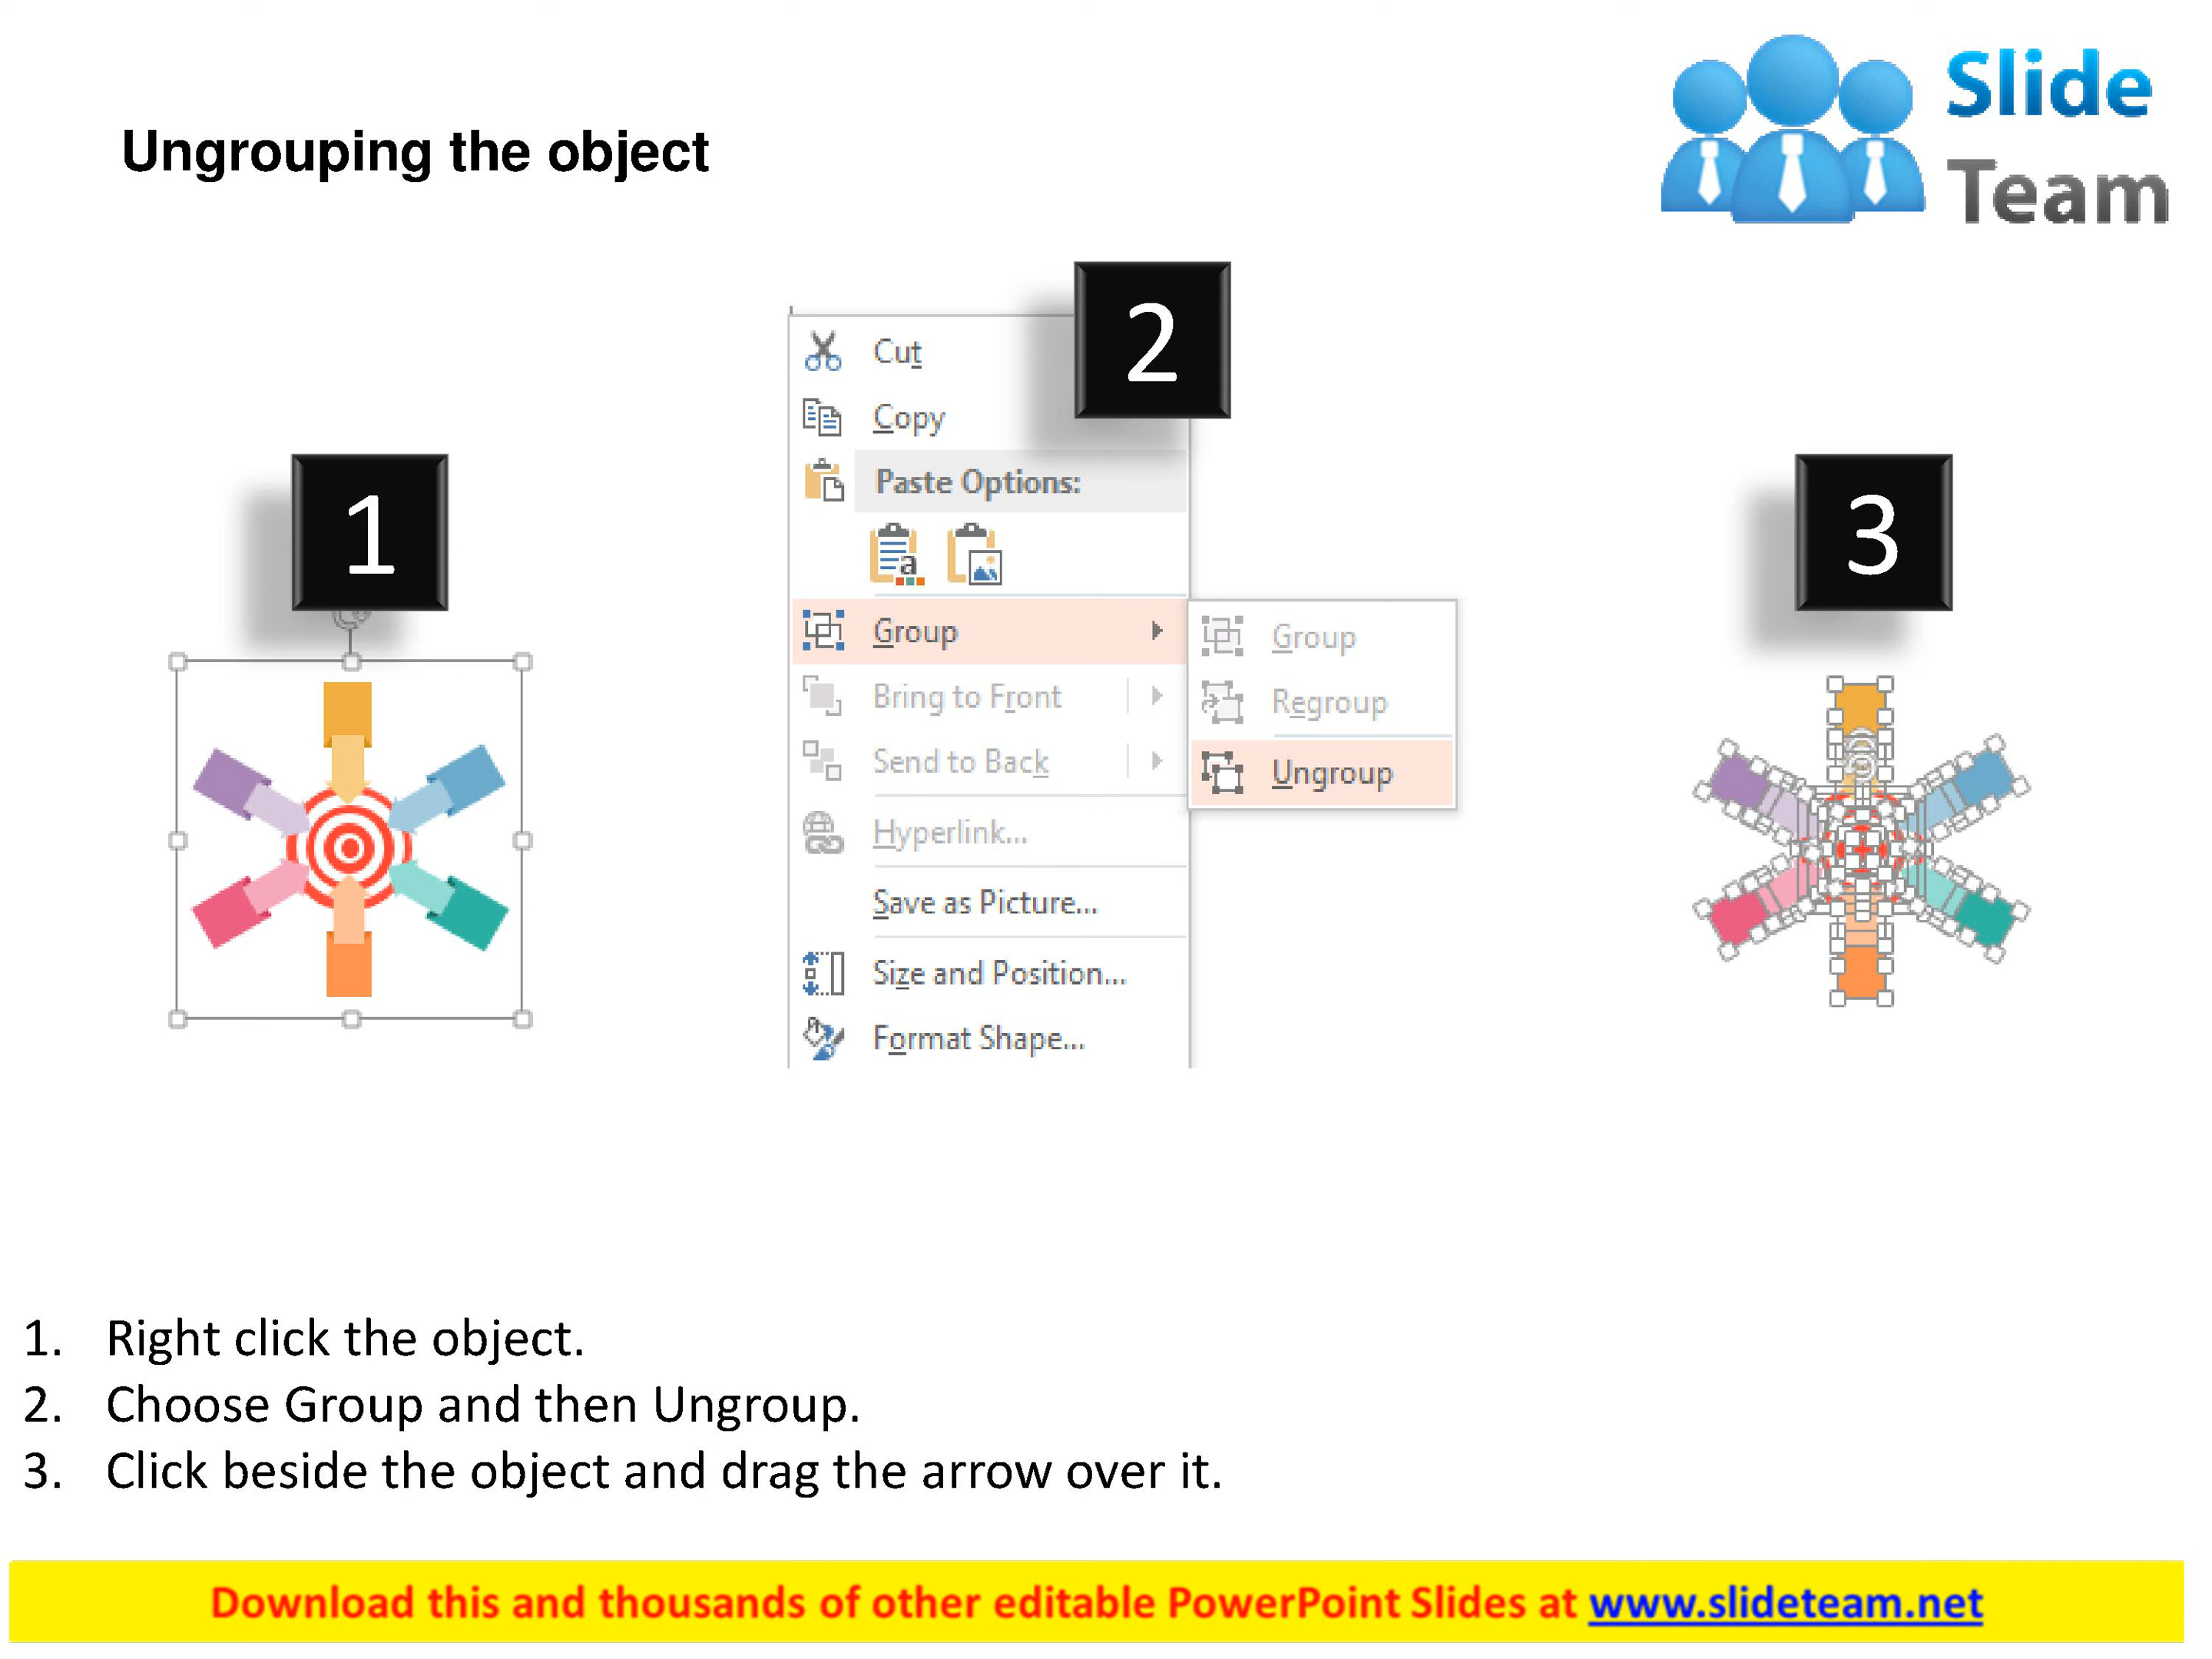 Slide
Team
Ungrouping the object
1
2
3
Cut
Copy
Paste Options:
a
Group
Bring to Front
Send to Back
Hyperlink...
Save as Picture...
Size and Position...
Format Shape...
Group
Regroup
Ungroup
1. Right click the object.
2. Choose Group and then Ungroup.
3. Click beside the object and drag the arrow over it.
Download this and thousands of other editable PowerPoint Slides at www.slideteam.net